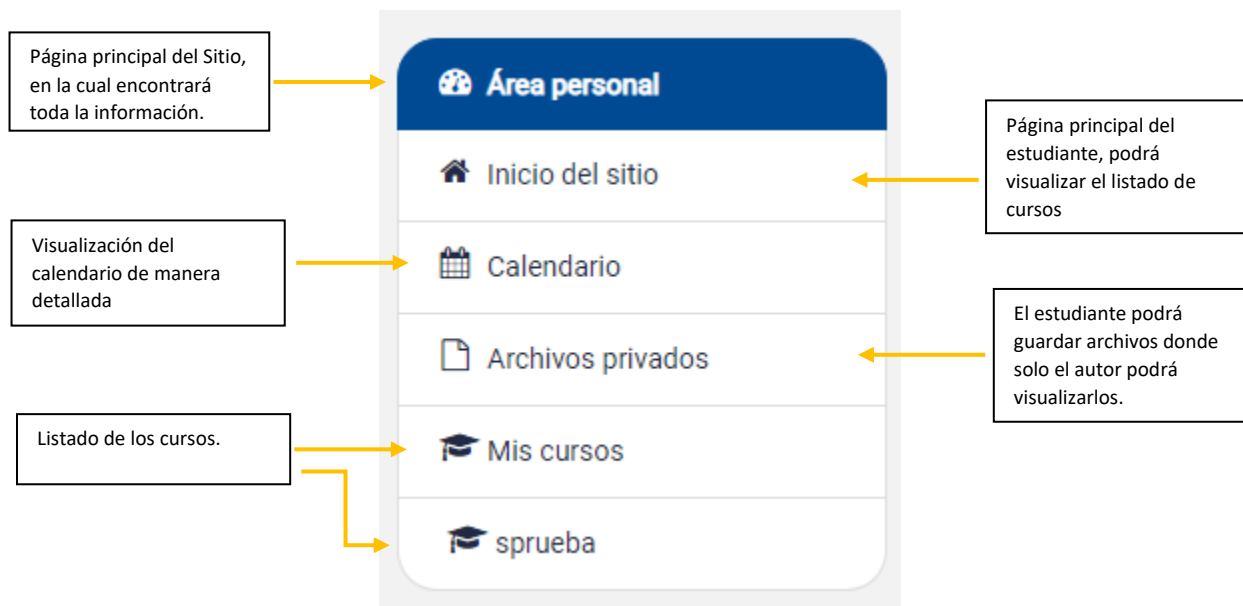 Página principal del Sitio,
en la cual encontrará
toda la información.
Área personal
Página principal del
estudiante, podrá
visualizar el listado de
cursos
Inicio del sitio
Visualización del
calendario de manera
detallada
Calendario
El estudiante podrá
guardar archivos donde
solo el autor podrá
visualizarlos.
Archivos privados
Listado de los cursos.
Mis cursos
sprueba